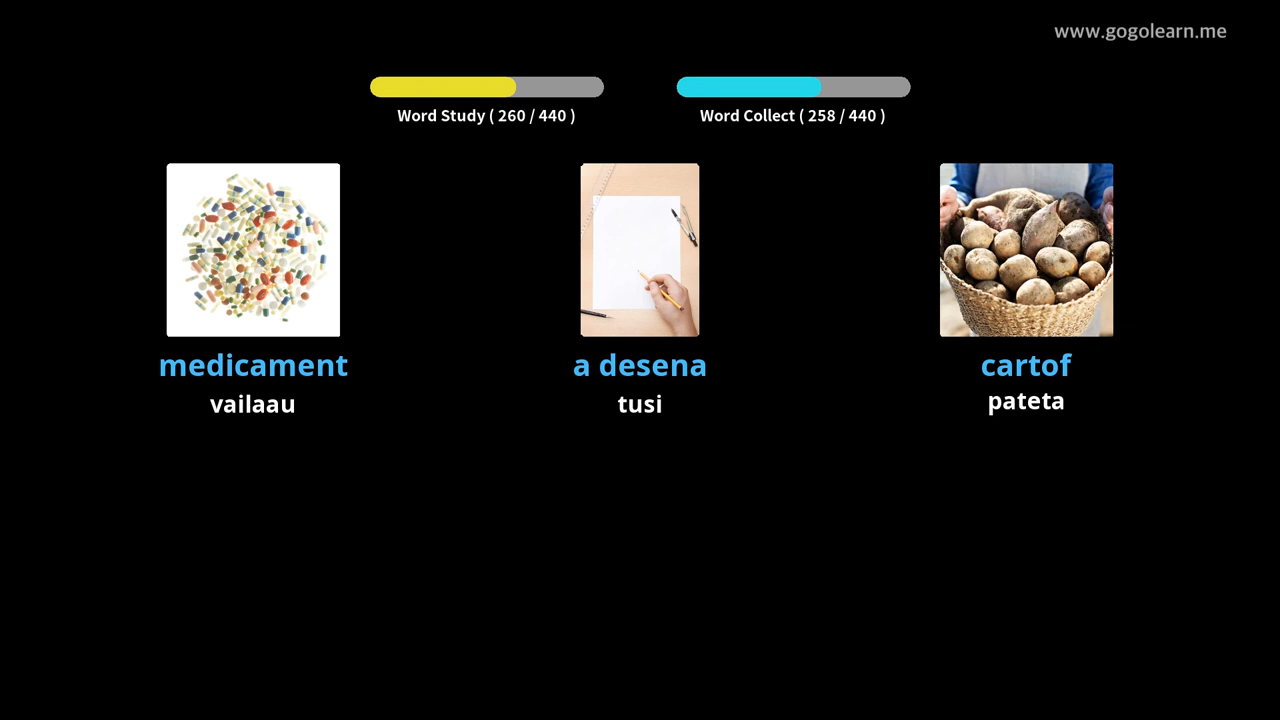 www.gogolearn.me
Word Study ( 260 / 440 )
Word Collect ( 258 / 440 )
medicament
vailaau
a desena
tusi
cartof
pateta